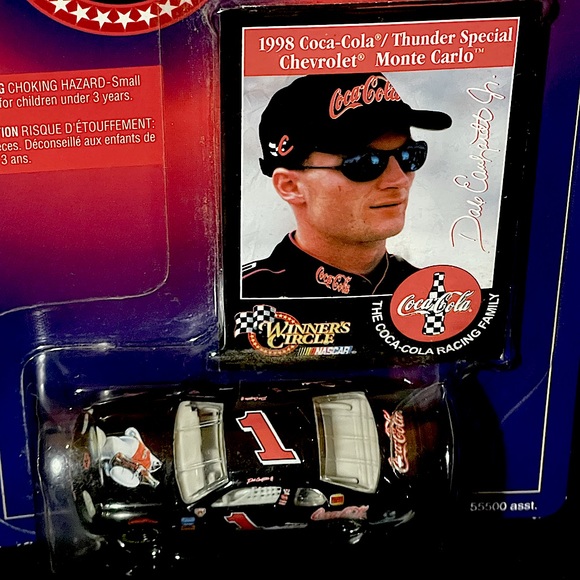 1998 Coca-Cola®/ Thunder Special
Chevrolet® Monte Carlo™
G CHOKING HAZARD-Small
for children under 3 years.
TION RISQUE D'ÉTOUFFEMENT:
èces. Déconseillé aux enfants de
3 ans.
Coca-Cola
C
Dale Earnhardt Jr.
Coca-Cola
Coca-Cola
THE COCA-COLA RACING FAMILY
WINNER'S
CIRCLE
NASCAR
1
Coca-Cola
1
55500 asst.